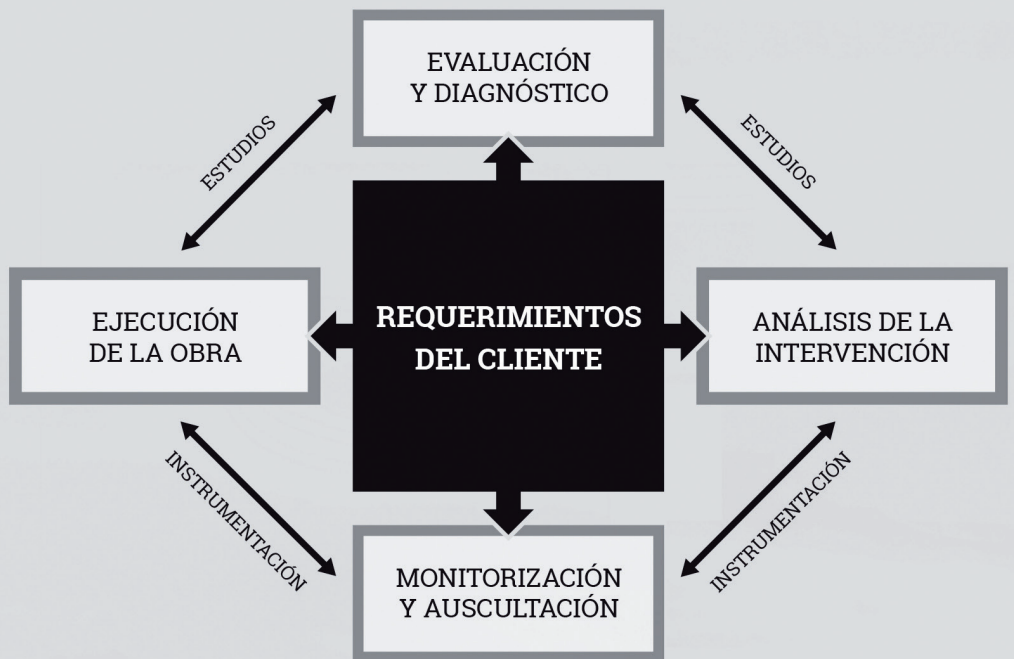 EVALUACIÓN
Y DIAGNÓSTICO
ESTUDIOS
ESTUDIOS
EJECUCIÓN
DE LA OBRA
REQUERIMIENTOS
DEL CLIENTE
ANÁLISIS DE LA
INTERVENCIÓN
INSTRUMENTACIÓN
INSTRUMENTACIÓN
MONITORIZACIÓN
Y AUSCULTACIÓN